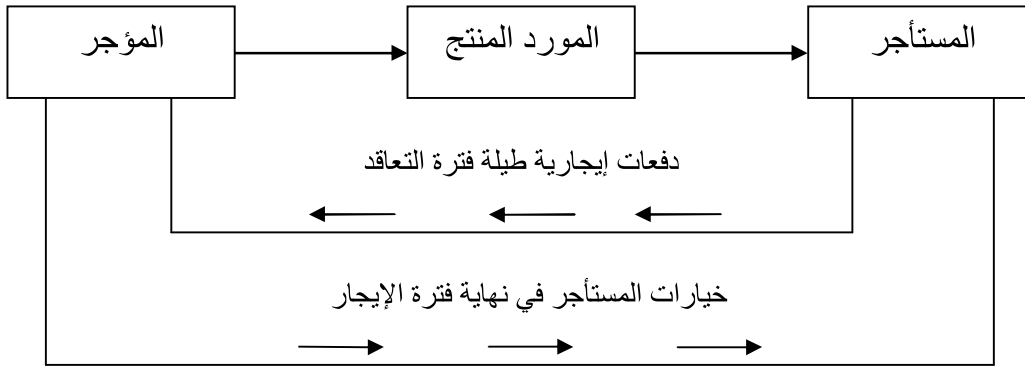 المستأجر
المورد المنتج
المؤجر
دفعات إيجارية طيلة فترة التعاقد
خيارات المستأجر في نهاية فترة الإيجار